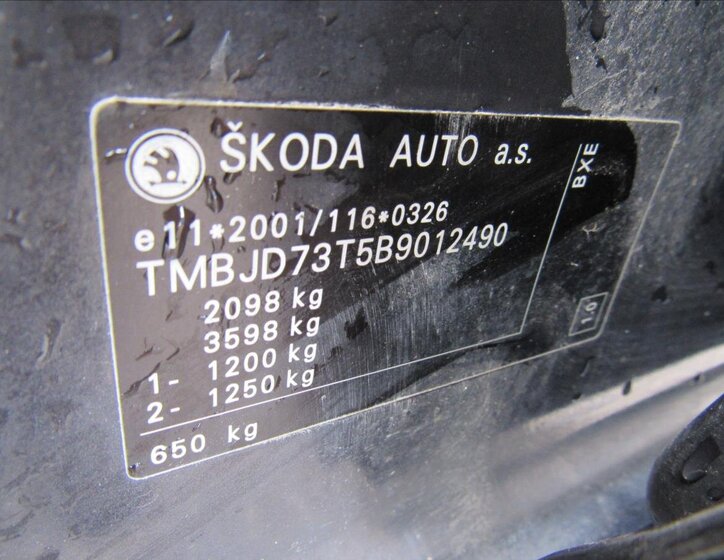 ŠKODA AUTO a.s.
BXE
e11*2001/116*0326
TMBJD73T5B9012490
2098 kg
3598 kg
1- 1200 kg
2- 1250 kg
650 kg
1.0